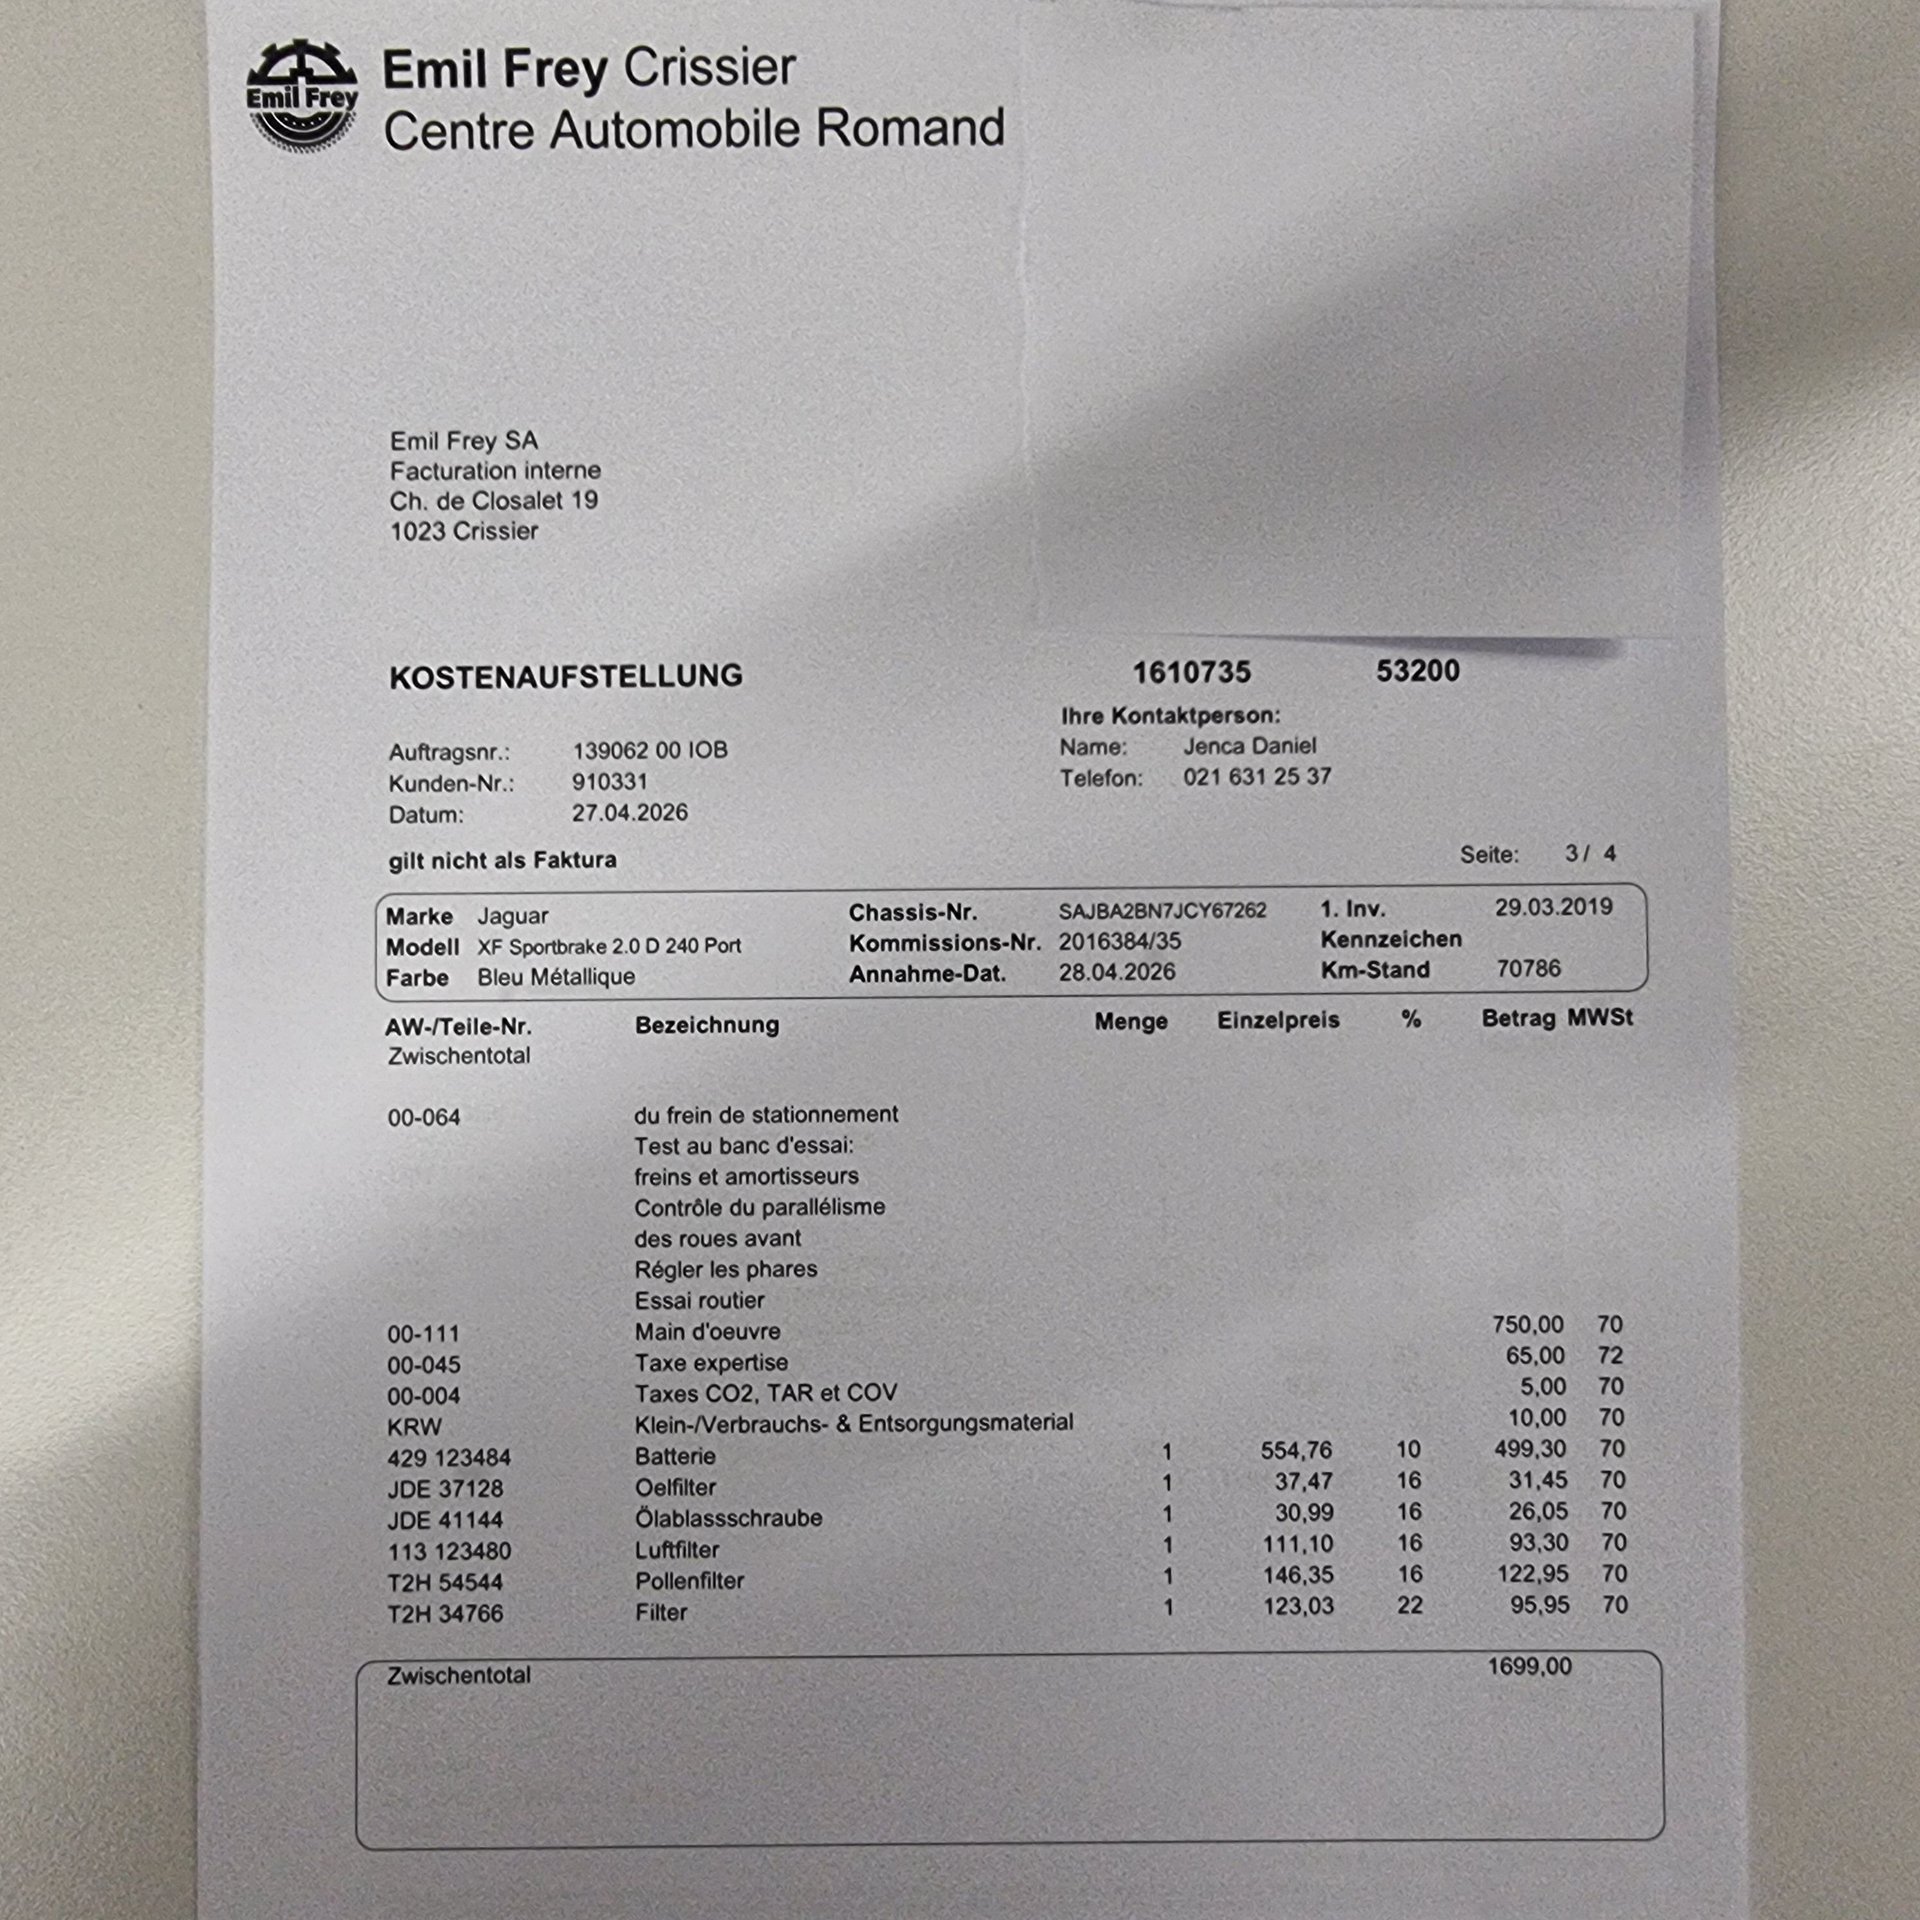 Emil Frey
Emil Frey Crissier
Centre Automobile Romand
Emil Frey SA
Facturation interne
Ch. de Closalet 19
1023 Crissier
KOSTENAUFSTELLUNG 1610735 53200
Ihre Kontaktperson:
Auftragsnr.: 139062 00 IOB Name: Jenca Daniel
Kunden-Nr.: 910331 Telefon: 021 631 25 37
Datum: 27.04.2026
gilt nicht als Faktura Seite: 3/ 4
Marke Jaguar Chassis-Nr. SAJBA2BN7JCY67262 1. Inv. 29.03.2019
Modell XF Sportbrake 2.0 D 240 Port Kommissions-Nr. 2016384/35 Kennzeichen
Farbe Bleu Métallique Annahme-Dat. 28.04.2026 Km-Stand 70786
AW-/Teile-Nr. Bezeichnung Menge Einzelpreis % Betrag MWSt
Zwischentotal
00-064 du frein de stationnement
Test au banc d'essai:
freins et amortisseurs
Contrôle du parallélisme
des roues avant
Régler les phares
Essai routier
00-111 Main d'oeuvre 750,00 70
00-045 Taxe expertise 65,00 72
00-004 Taxes CO2, TAR et COV 5,00 70
KRW Klein-/Verbrauchs- & Entsorgungsmaterial 10,00 70
429 123484 Batterie 1 554,76 10 499,30 70
JDE 37128 Oelfilter 1 37,47 16 31,45 70
JDE 41144 Ölablassschraube 1 30,99 16 26,05 70
113 123480 Luftfilter 1 111,10 16 93,30 70
T2H 54544 Pollenfilter 1 146,35 16 122,95 70
T2H 34766 Filter 1 123,03 22 95,95 70
Zwischentotal 1699,00